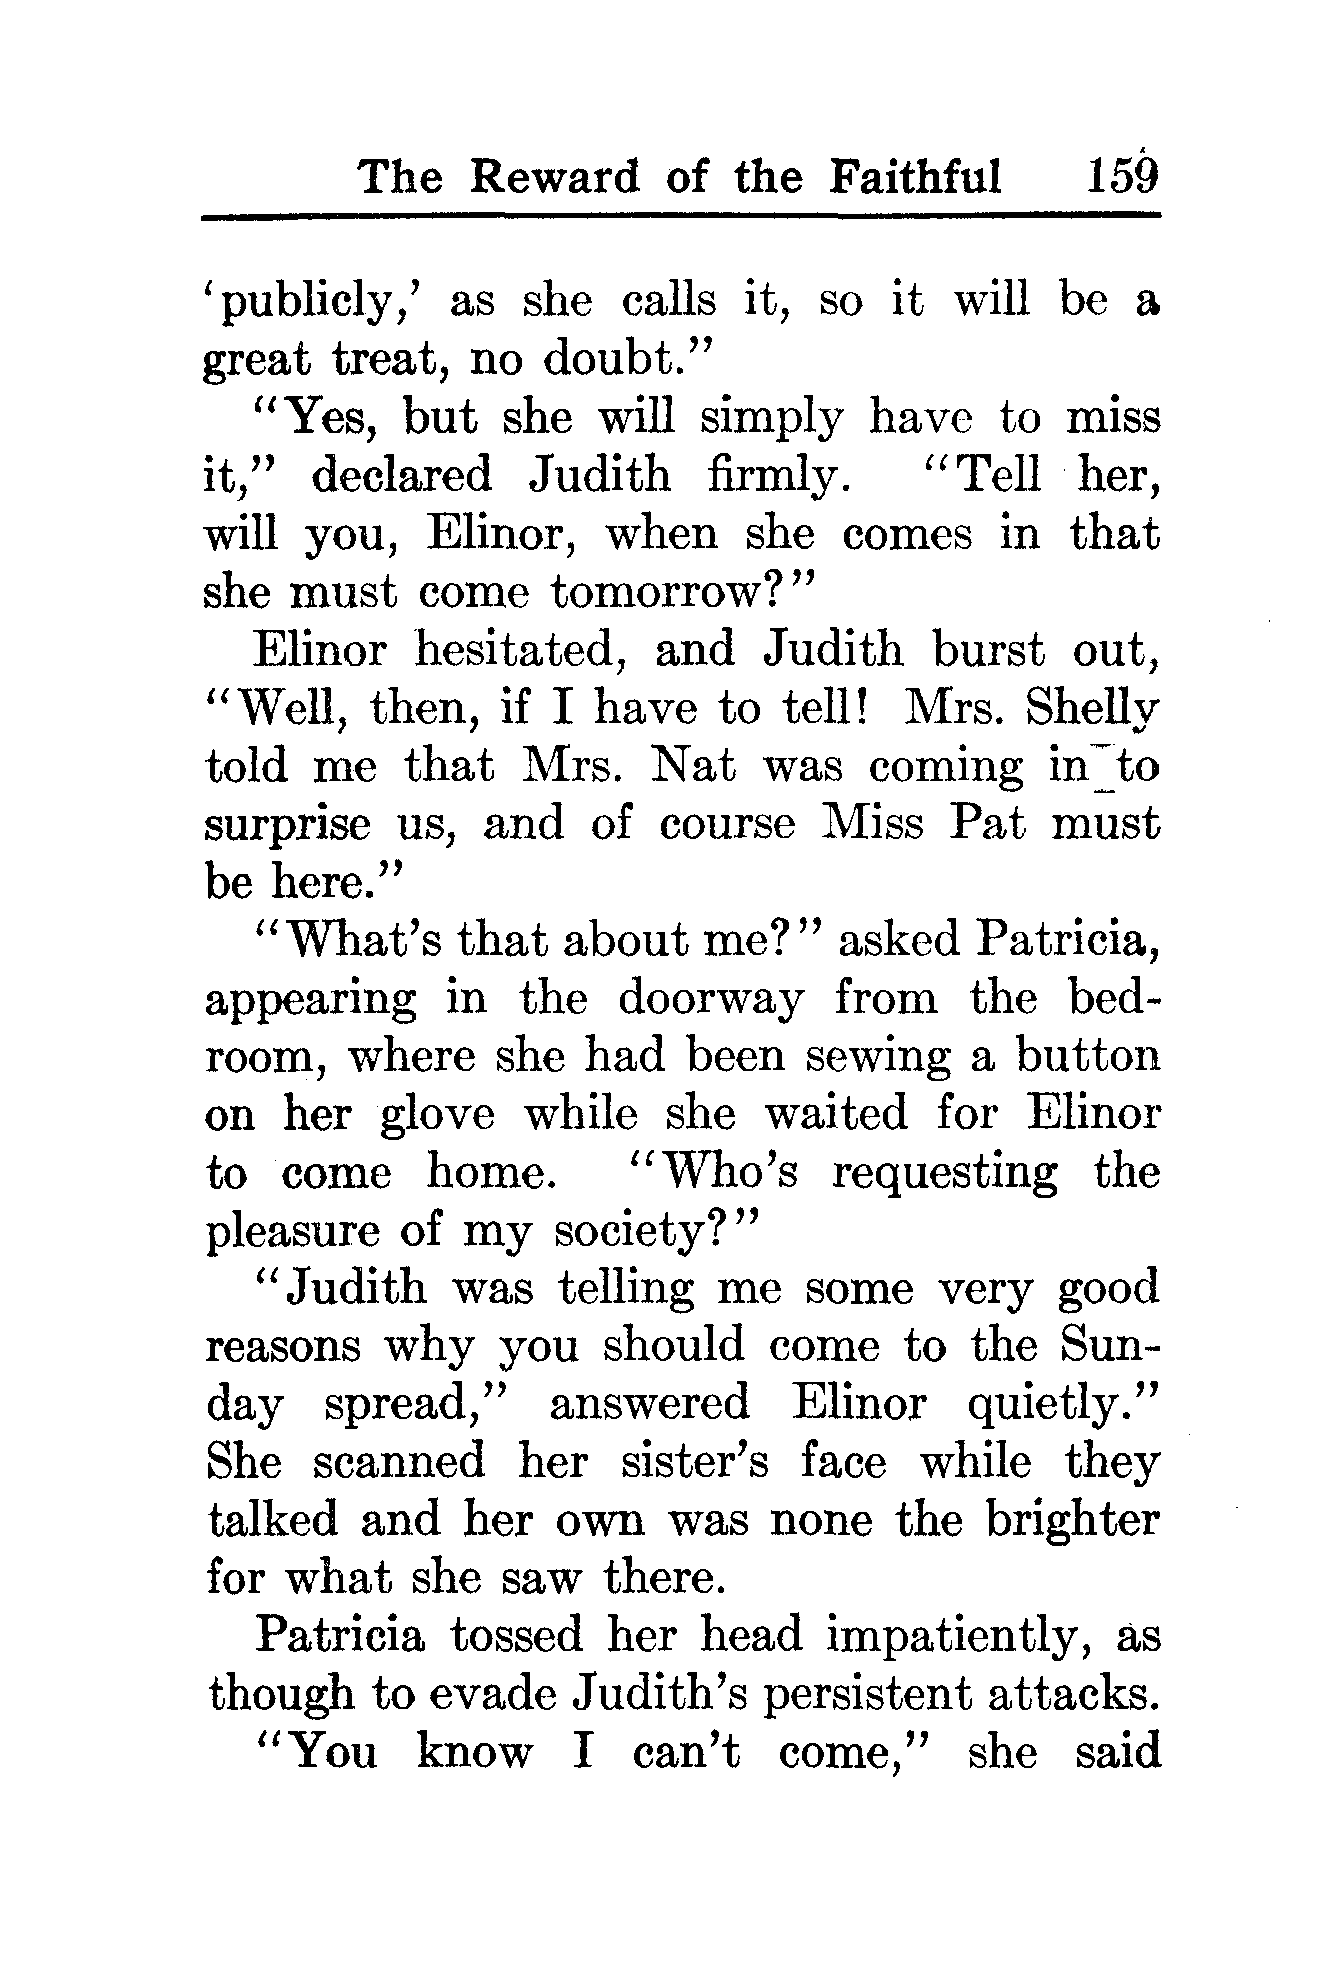 The Reward of the Faithful 159
'publicly,' as she calls it, so it will be a
great treat, no doubt."
"Yes, but she will simply have to miss
it," declared Judith firmly. "Tell her,
will you, Elinor, when she comes in that
she must come tomorrow?"
Elinor hesitated, and Judith burst out,
"Well, then, if I have to tell! Mrs. Shelly
told me that Mrs. Nat was coming in to
surprise us, and of course Miss Pat must
be here."
"What's that about me?" asked Patricia,
appearing in the doorway from the bed-
room, where she had been sewing a button
on her glove while she waited for Elinor
to come home. "Who's requesting the
pleasure of my society?"
"Judith was telling me some very good
reasons why you should come to the Sun-
day spread," answered Elinor quietly."
She scanned her sister's face while they
talked and her own was none the brighter
for what she saw there.
Patricia tossed her head impatiently, as
though to evade Judith's persistent attacks.
"You know I can't come," she said